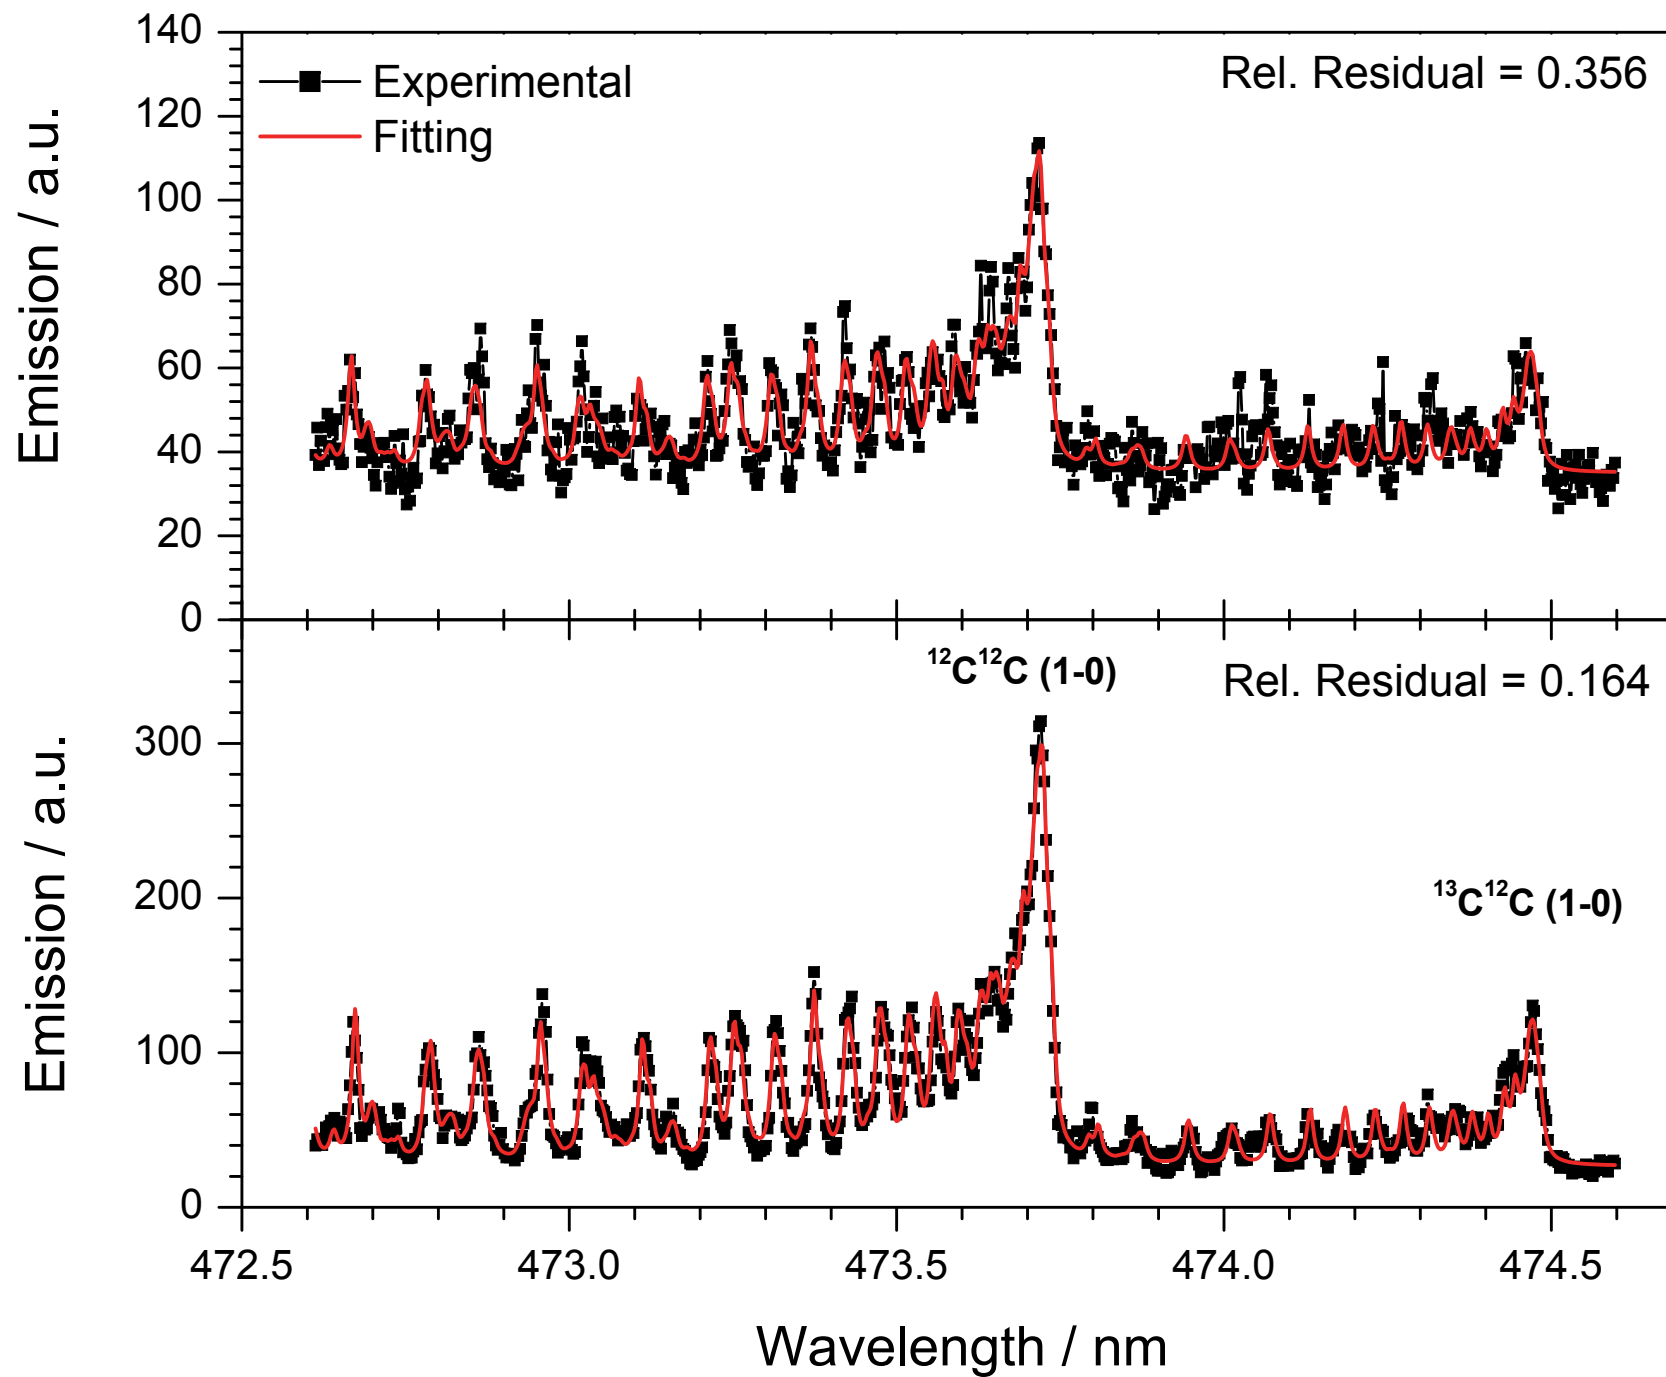 140
120
100
80
60
40
20
0
Emission / a.u.
Experimental
Fitting
Rel. Residual = 0.356
¹²C¹²C (1-0)
Rel. Residual = 0.164
¹³C¹²C (1-0)
300
200
100
0
Emission / a.u.
472.5 473.0 473.5 474.0 474.5
Wavelength / nm